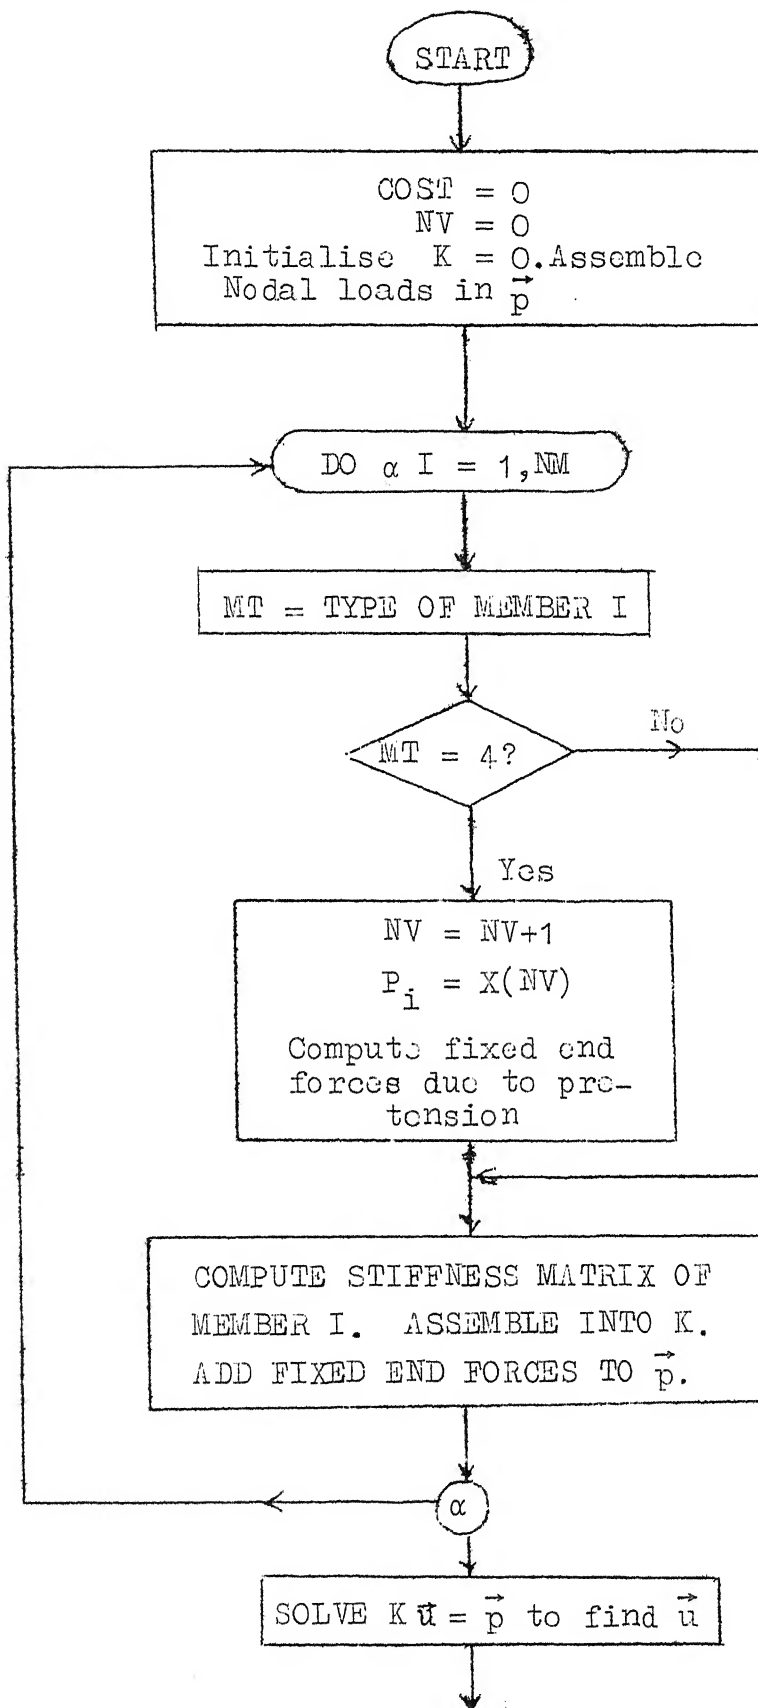 START
COST = 0
NV = 0
Initialise K = 0. Assemble
Nodal loads in p⃗
DO α I = 1,NM
MT = TYPE OF MEMBER I
MT = 4?
No
Yes
NV = NV+1
P_i = X(NV)
Compute fixed end
forces due to pre-
tension
COMPUTE STIFFNESS MATRIX OF
MEMBER I. ASSEMBLE INTO K.
ADD FIXED END FORCES TO p⃗.
α
SOLVE K u⃗ = p⃗ to find u⃗